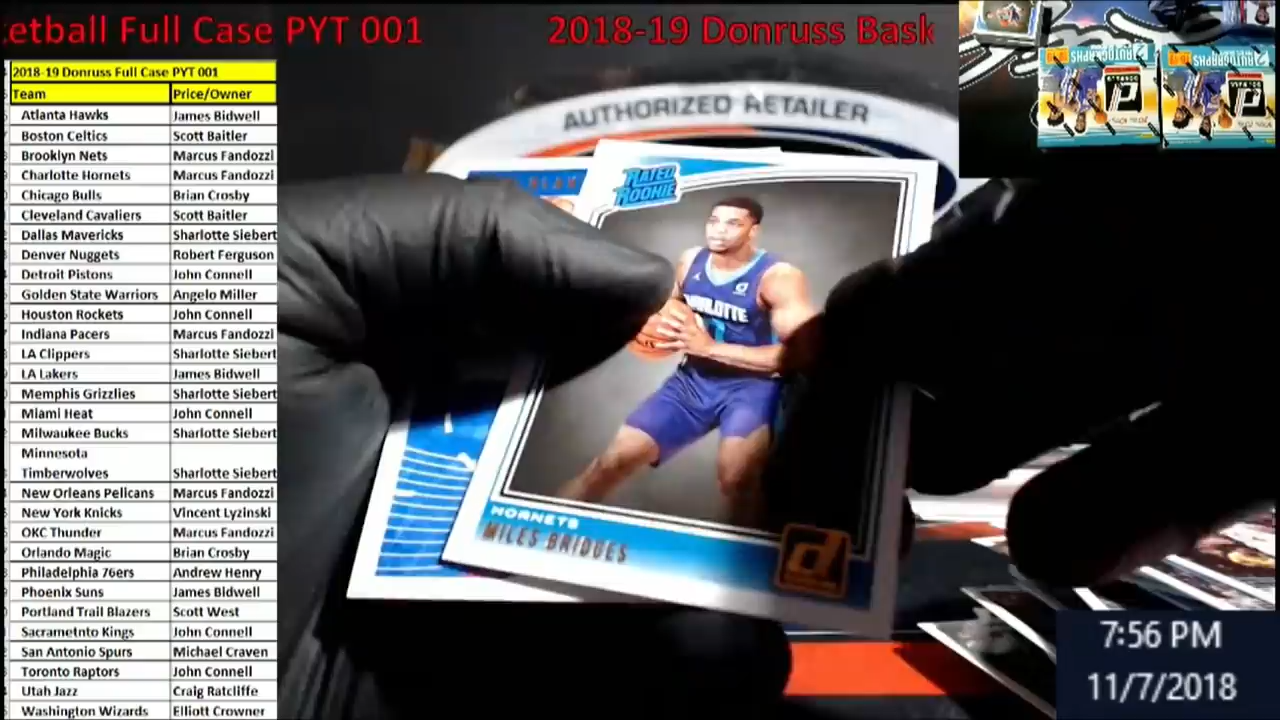 etball Full Case PYT 001
2018-19 Donruss Bask
2018-19 Donruss Full Case PYT 001
Team Price/Owner
Atlanta Hawks James Bidwell
Boston Celtics Scott Baitler
Brooklyn Nets Marcus Fandozzi
Charlotte Hornets Marcus Fandozzi
Chicago Bulls Brian Crosby
Cleveland Cavaliers Scott Baitler
Dallas Mavericks Sharlotte Siebert
Denver Nuggets Robert Ferguson
Detroit Pistons John Connell
Golden State Warriors Angelo Miller
Houston Rockets John Connell
Indiana Pacers Marcus Fandozzi
LA Clippers Sharlotte Siebert
LA Lakers James Bidwell
Memphis Grizzlies Sharlotte Siebert
Miami Heat John Connell
Milwaukee Bucks Sharlotte Siebert
Minnesota
Timberwolves Sharlotte Siebert
New Orleans Pelicans Marcus Fandozzi
New York Knicks Vincent Lyzinski
OKC Thunder Marcus Fandozzi
Orlando Magic Brian Crosby
Philadelphia 76ers Andrew Henry
Phoenix Suns James Bidwell
Portland Trail Blazers Scott West
Sacrametnto Kings John Connell
San Antonio Spurs Michael Craven
Toronto Raptors John Connell
Utah Jazz Craig Ratcliffe
Washington Wizards Elliott Crowner
AUTHORIZED RETAILER
RATED
ROOKIE
HORNETS
MILES BRIDGES
AUTOGRAPHS
AUTOGRAPHS
7:56 PM
11/7/2018